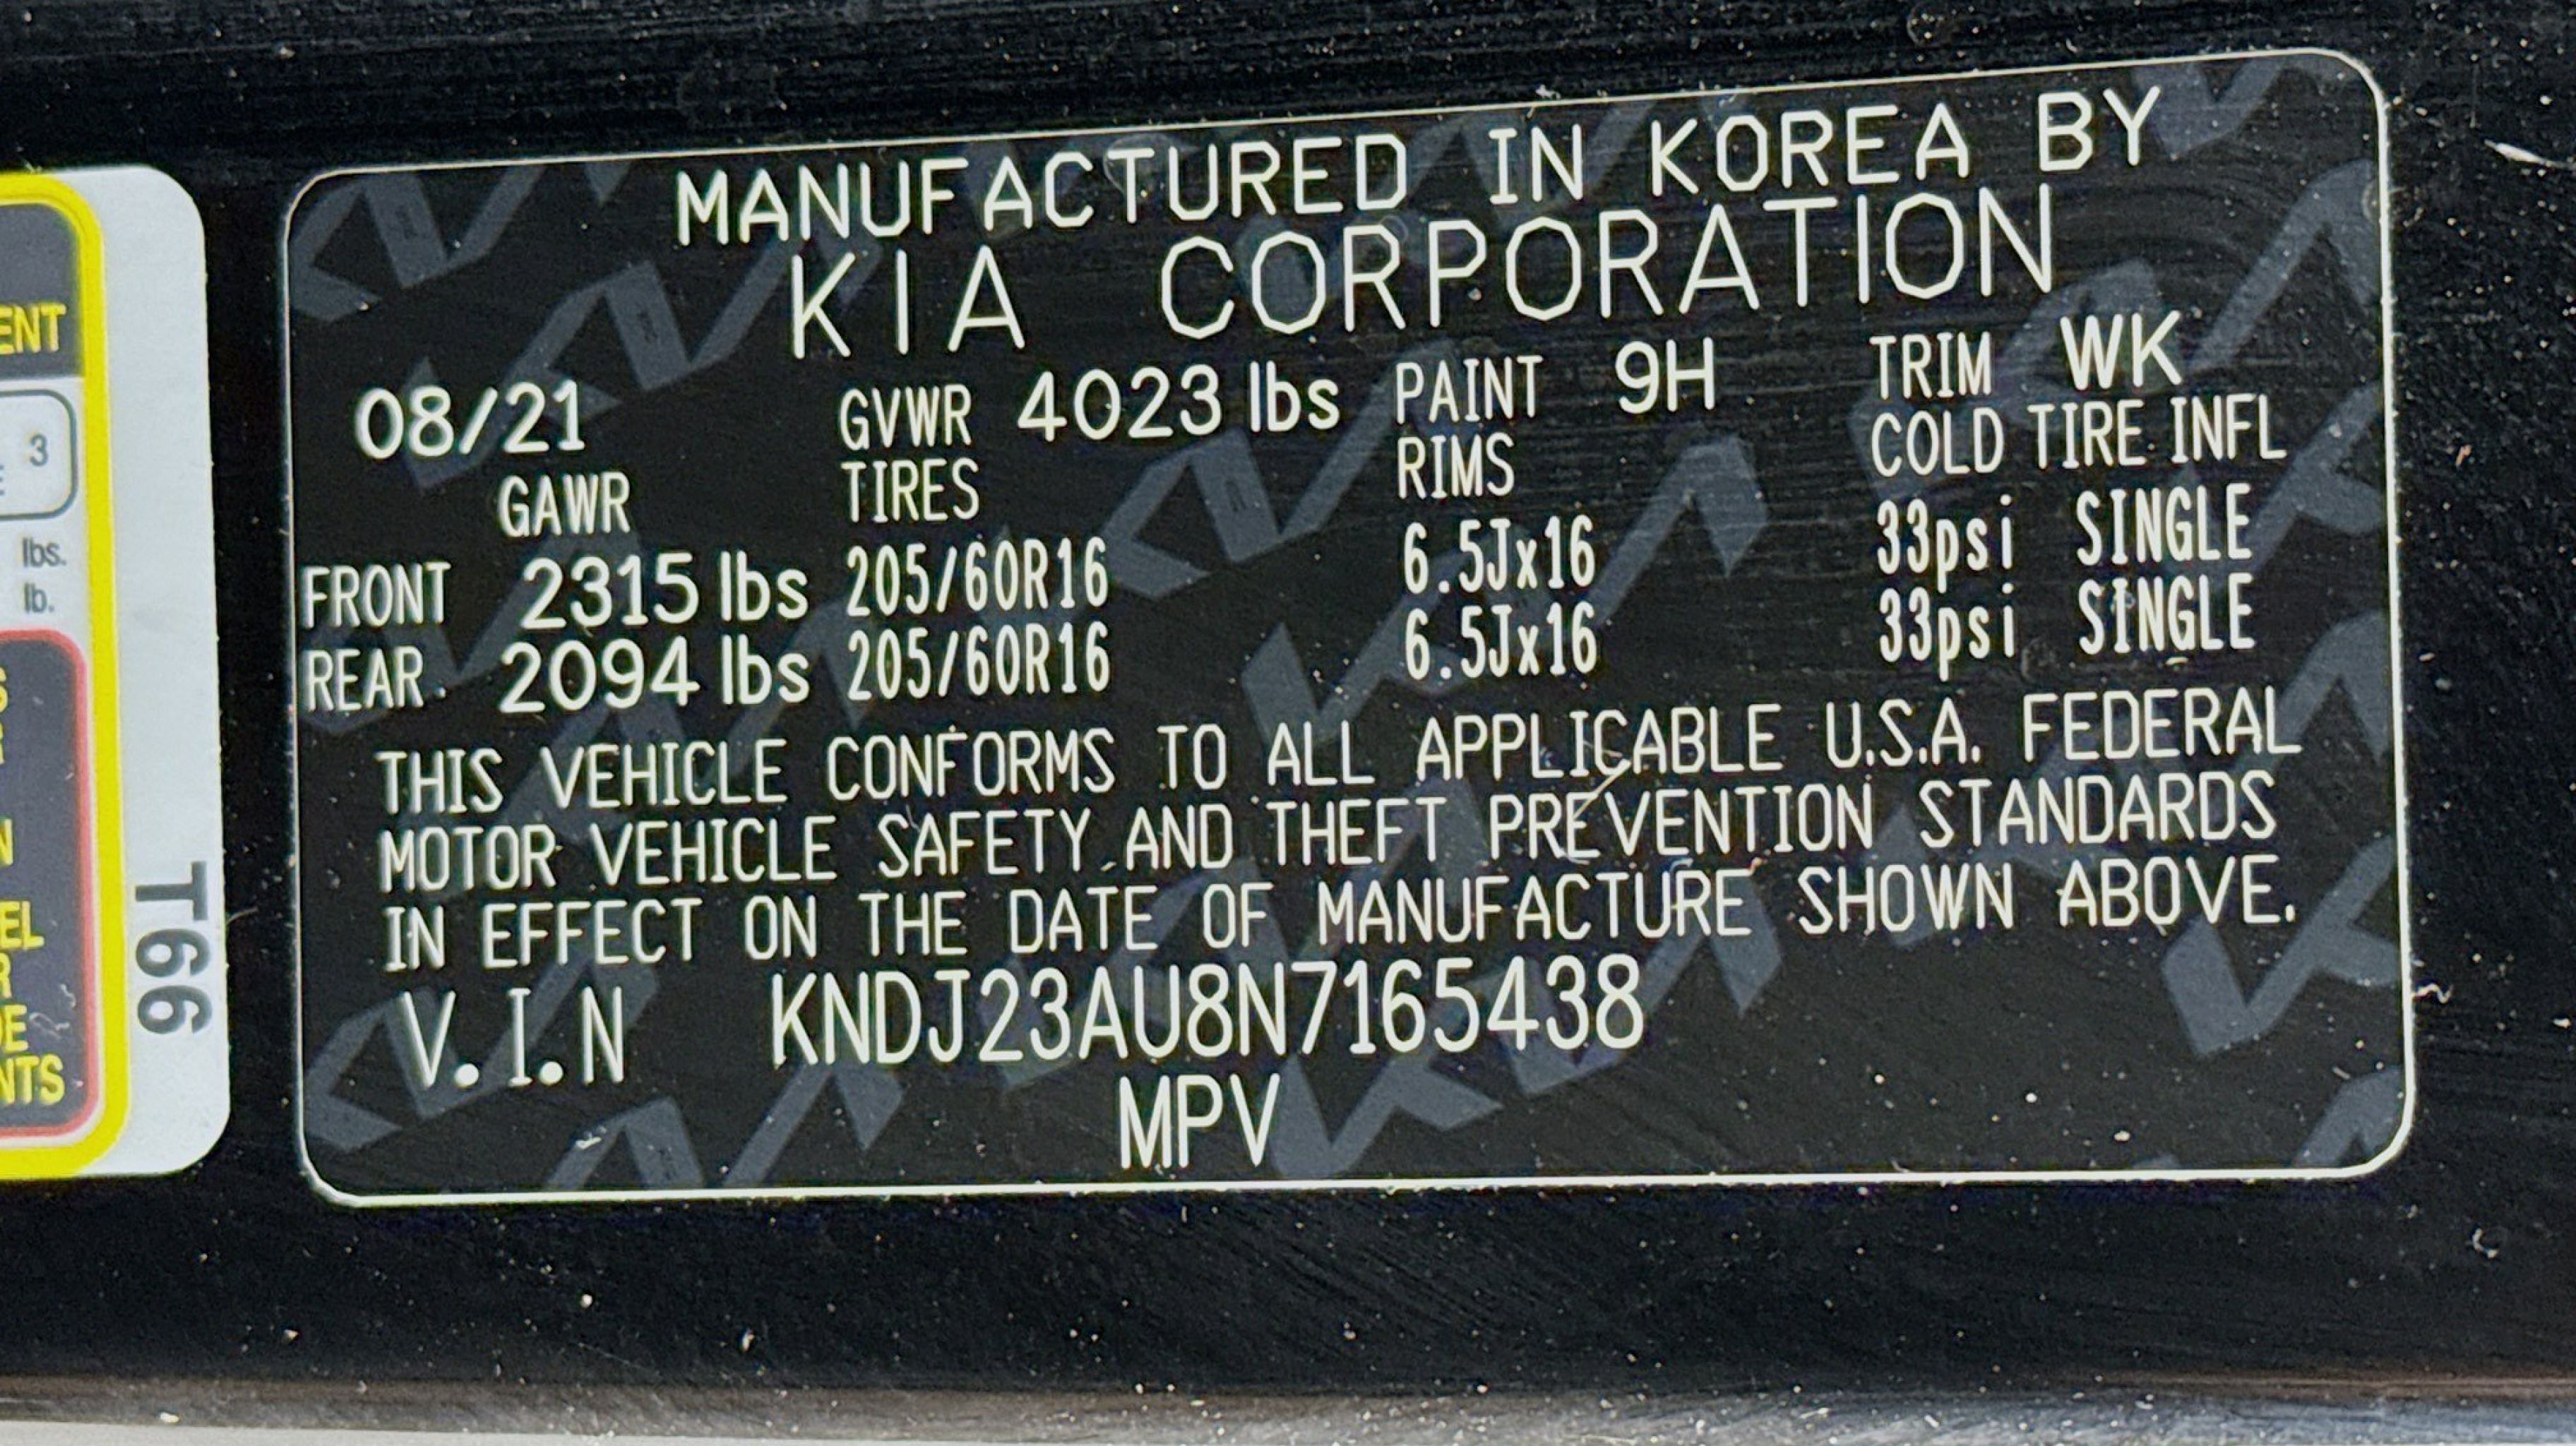 MANUFACTURED IN KOREA BY
KIA CORPORATION
08/21 GVWR 4023 lbs PAINT 9H TRIM WK
GAWR TIRES RIMS COLD TIRE INFL
FRONT 2315 lbs 205/60R16 6.5Jx16 33psi SINGLE
REAR 2094 lbs 205/60R16 6.5Jx16 33psi SINGLE
THIS VEHICLE CONFORMS TO ALL APPLICABLE U.S.A. FEDERAL
MOTOR VEHICLE SAFETY AND THEFT PREVENTION STANDARDS
IN EFFECT ON THE DATE OF MANUFACTURE SHOWN ABOVE.
V.I.N KNDJ23AU8N7165438
MPV
3
lbs.
lb.
T66